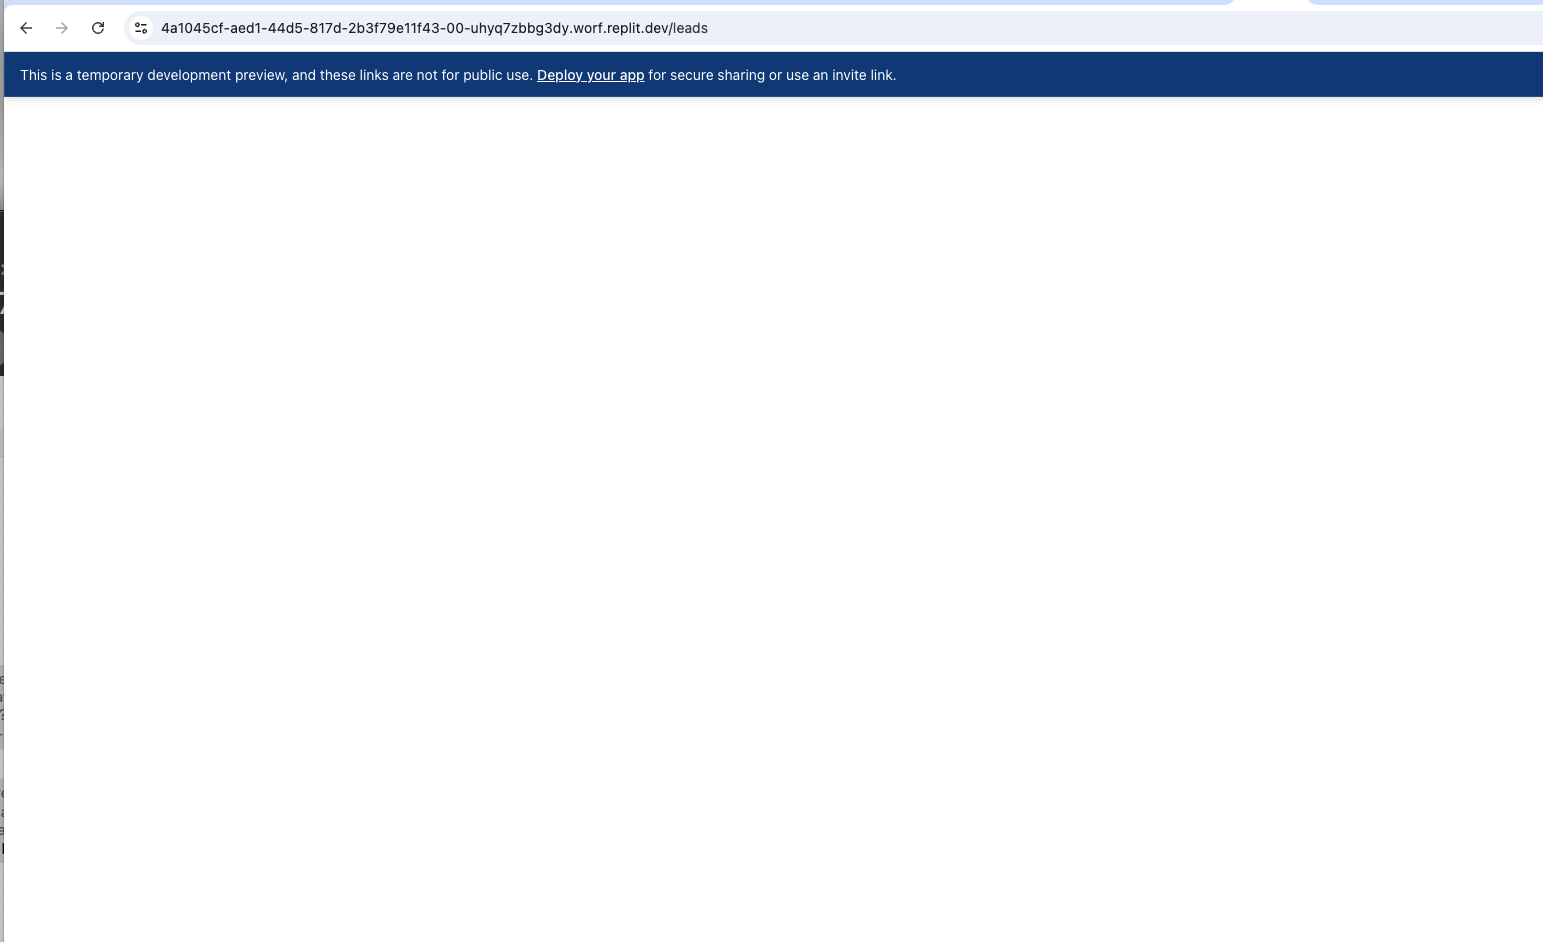 4a1045cf-aed1-44d5-817d-2b3f79e11f43-00-uhyq7zbbg3dy.worf.replit.dev/leads
This is a temporary development preview, and these links are not for public use. Deploy your app for secure sharing or use an invite link.